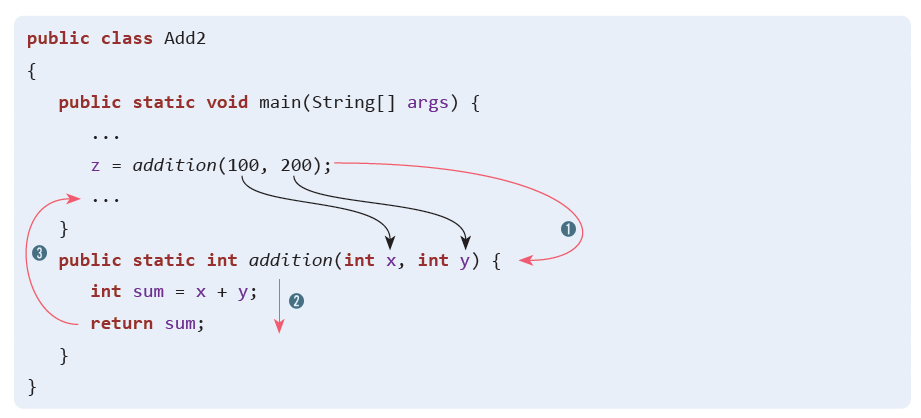 public class Add2
{
public static void main(String[] args) {
...
z = addition(100, 200);
...
}
public static int addition(int x, int y) {
int sum = x + y;
return sum;
}
}
1
2
3